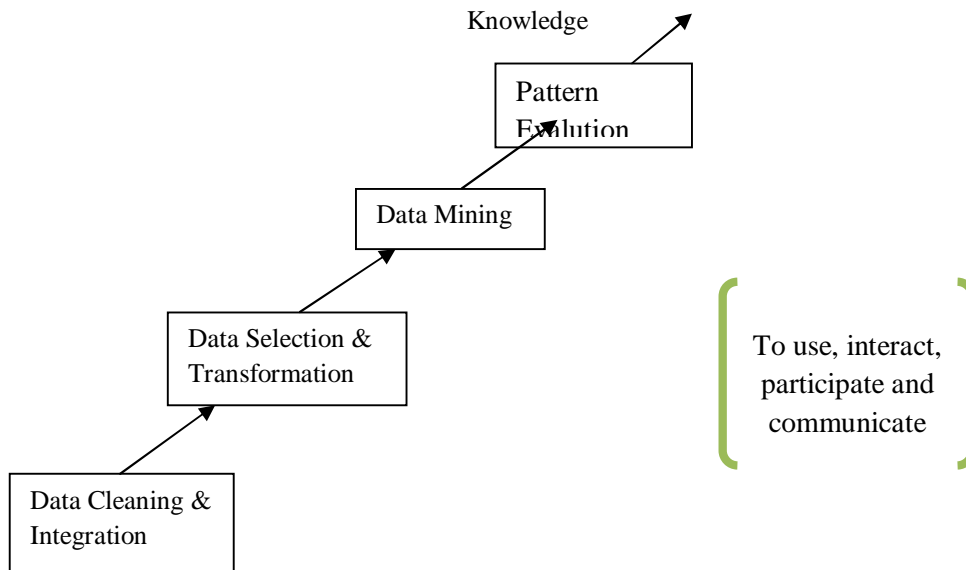 Knowledge
Pattern
Evalution
Data Mining
Data Selection &
Transformation
To use, interact,
participate and
communicate
Data Cleaning &
Integration